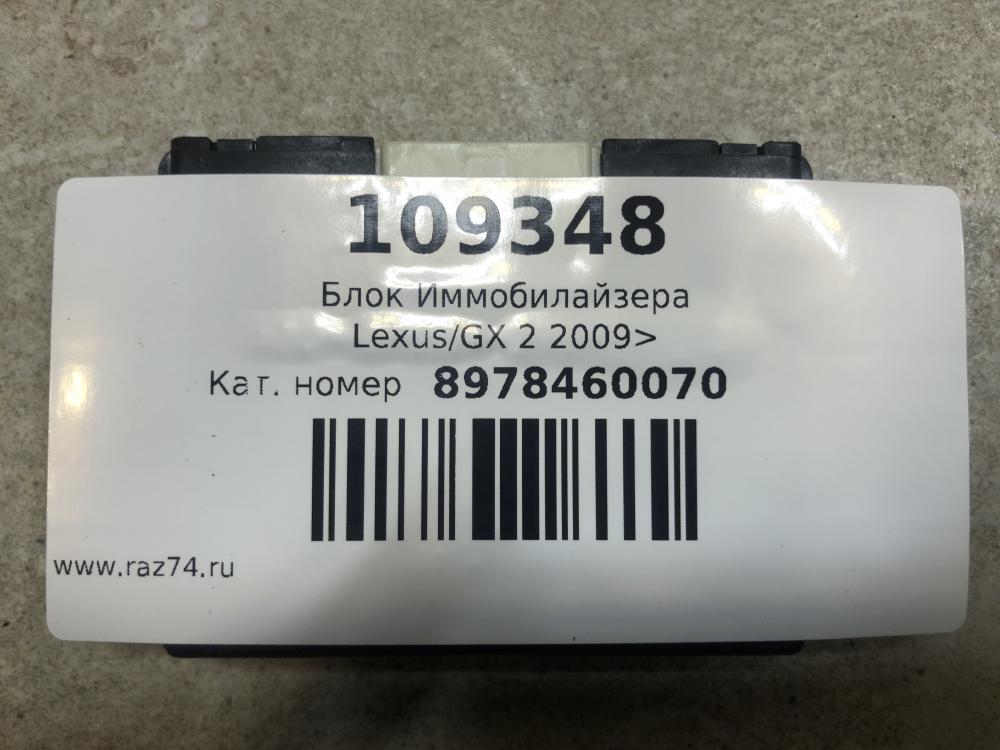 109348
Блок Иммобилайзера
Lexus/GX 2 2009>
Кат. номер 8978460070
www.raz74.ru